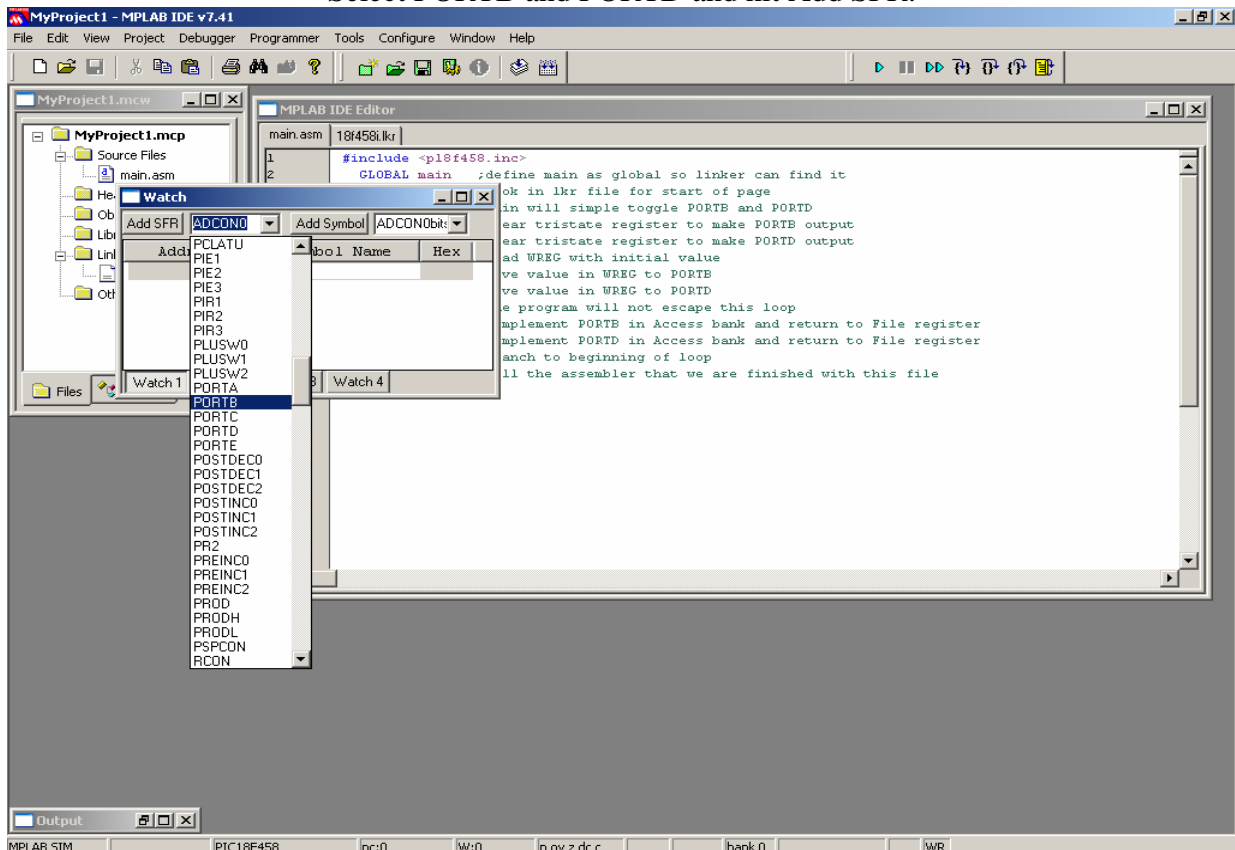 Select PORTB and PORTD and hit Add SFR.
MyProject1 - MPLAB IDE v7.41
File Edit View Project Debugger Programmer Tools Configure Window Help
MyProject1.mcw
MyProject1.mcp
Source Files
main.asm
Files
MPLAB IDE Editor
main.asm 18f458i.lkr
1 #include <p18f458.inc>
2 GLOBAL main ;define main as global so linker can find it
ok in lkr file for start of page
in will simple toggle PORTB and PORTD
ear tristate register to make PORTB output
ear tristate register to make PORTD output
ad WREG with initial value
ve value in WREG to PORTB
ve value in WREG to PORTD
e program will not escape this loop
mplement PORTB in Access bank and return to File register
mplement PORTD in Access bank and return to File register
anch to beginning of loop
ll the assembler that we are finished with this file
Watch
Add SFR ADCON0 Add Symbol ADCON0bits
Addr bol Name Hex
Watch 1 3 Watch 4
PCLATU
PIE1
PIE2
PIE3
PIR1
PIR2
PIR3
PLUSW0
PLUSW1
PLUSW2
PORTA
PORTB
PORTC
PORTD
PORTE
POSTDEC0
POSTDEC1
POSTDEC2
POSTINC0
POSTINC1
POSTINC2
PR2
PREINC0
PREINC1
PREINC2
PROD
PRODH
PRODL
PSPCON
RCON
Output
MPLAB SIM PIC18F458 pc:0 W:0 n ov z dc c bank 0 WR